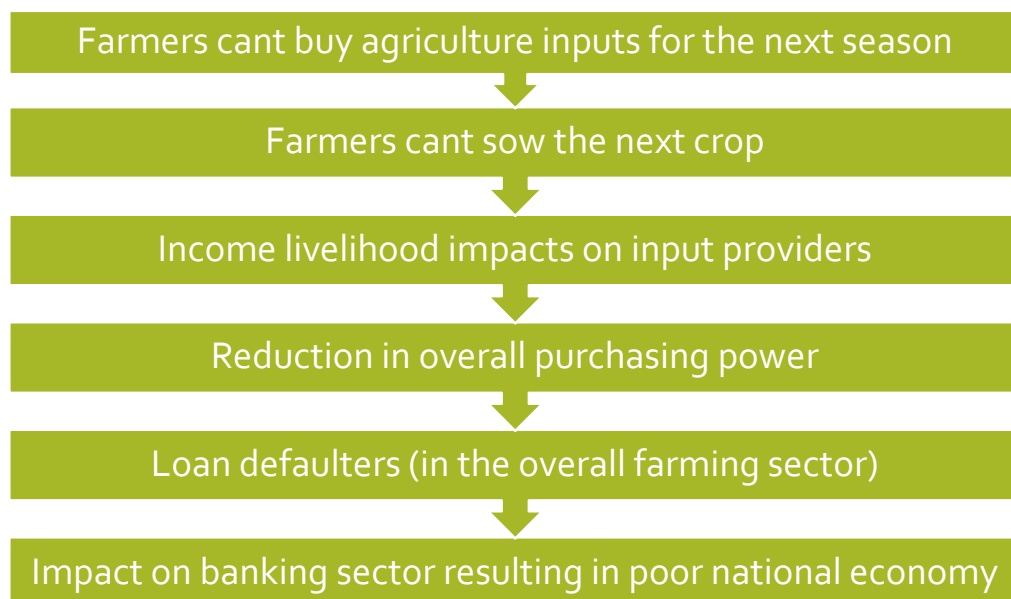 Farmers cant buy agriculture inputs for the next season
Farmers cant sow the next crop
Income livelihood impacts on input providers
Reduction in overall purchasing power
Loan defaulters (in the overall farming sector)
Impact on banking sector resulting in poor national economy